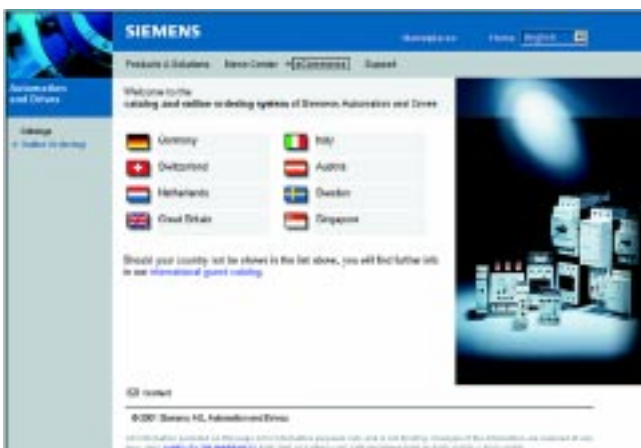 SIEMENS
Home English
Products & Solutions Service Center eCommerce Support
Automation
and Drives
Catalogs
Online Ordering
Welcome to the
catalog and online ordering system of Siemens Automation and Drives
Germany Italy
Switzerland Austria
Netherlands Sweden
Great Britain Singapore
Should your country not be shown in the list above, you will find further info
in our international guest catalog.
Contact
© 2001 Siemens AG, Automation and Drives